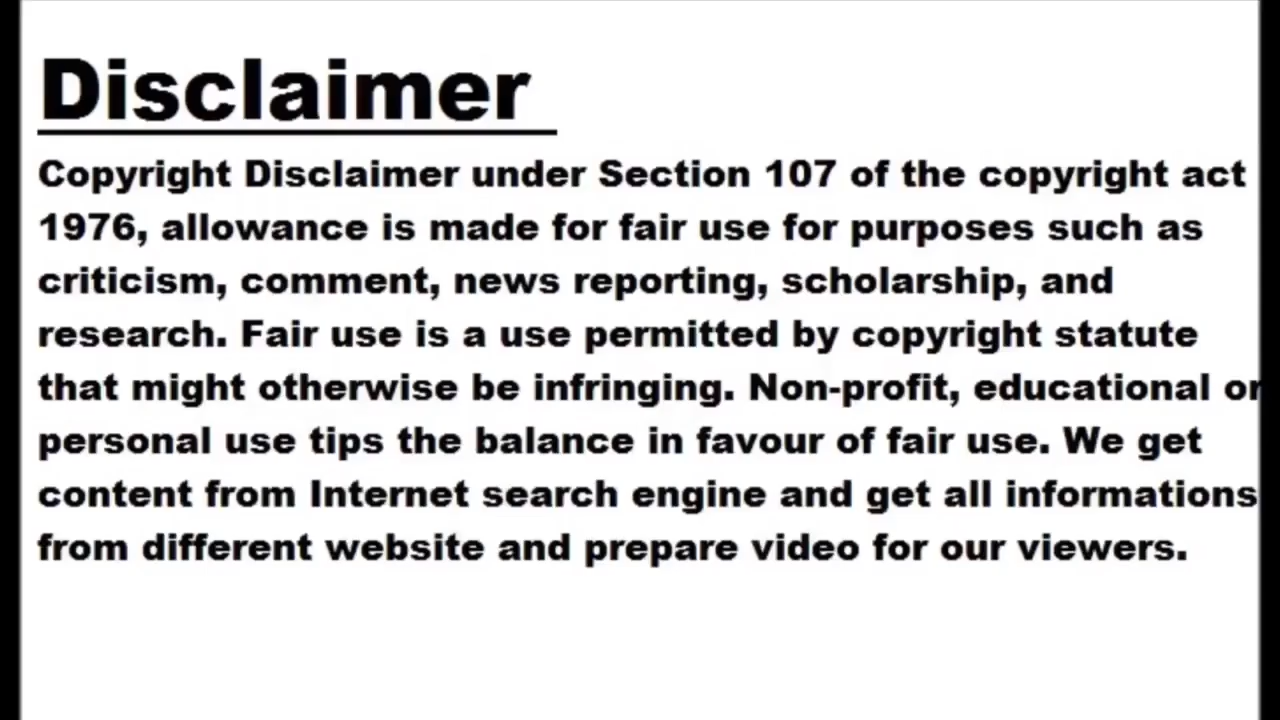 Disclaimer
Copyright Disclaimer under Section 107 of the copyright act
1976, allowance is made for fair use for purposes such as
criticism, comment, news reporting, scholarship, and
research. Fair use is a use permitted by copyright statute
that might otherwise be infringing. Non-profit, educational or
personal use tips the balance in favour of fair use. We get
content from Internet search engine and get all informations
from different website and prepare video for our viewers.